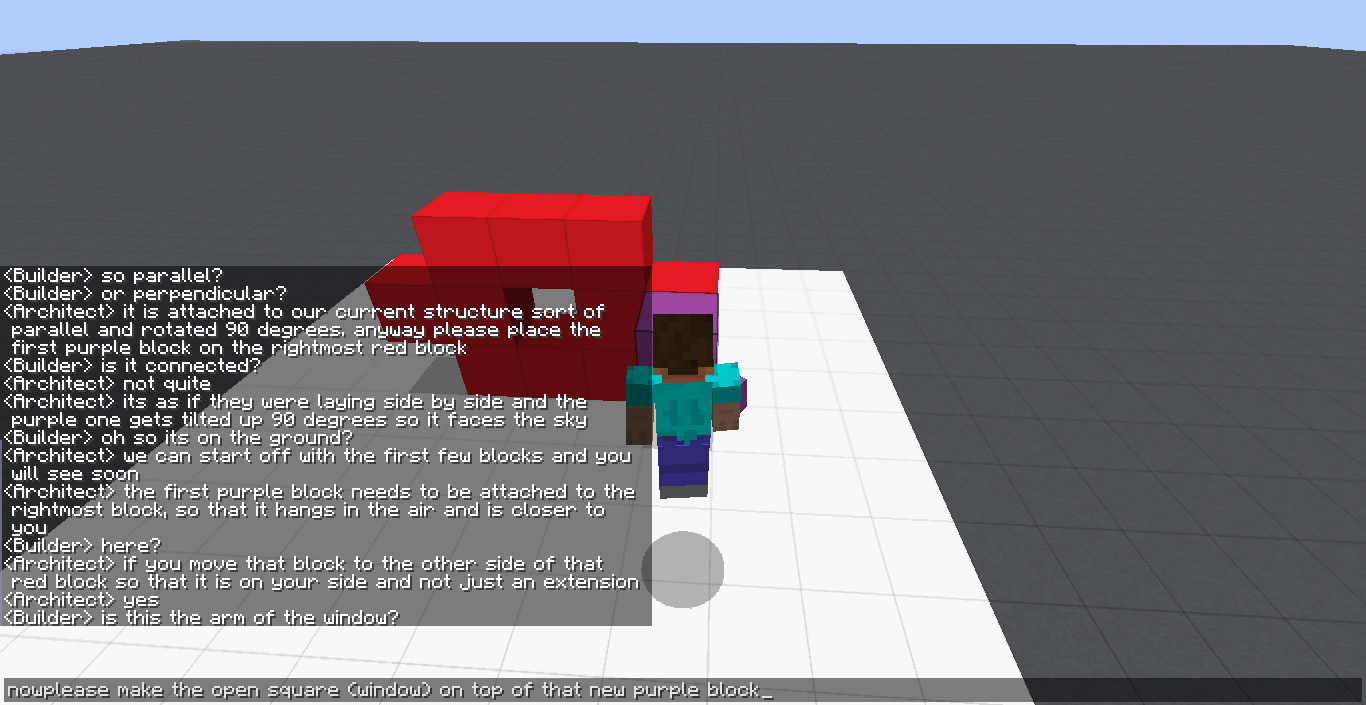 <Builder> so parallel?
<Builder> or perpendicular?
<Architect> it is attached to our current structure sort of
parallel and rotated 90 degrees. anyway please place the
first purple block on the rightmost red block
<Builder> is it connected?
<Architect> not quite
<Architect> its as if they were laying side by side and the
purple one gets tilted up 90 degrees so it faces the sky
<Builder> oh so its on the ground?
<Architect> we can start off with the first few blocks and you
will see soon
<Architect> the first purple block needs to be attached to the
rightmost block, so that it hangs in the air and is closer to
you
<Builder> here?
<Architect> if you move that block to the other side of that
red block so that it is on your side and not just an extension
<Architect> yes
<Builder> is this the arm of the window?
nowplease make the open square (window) on top of that new purple block_